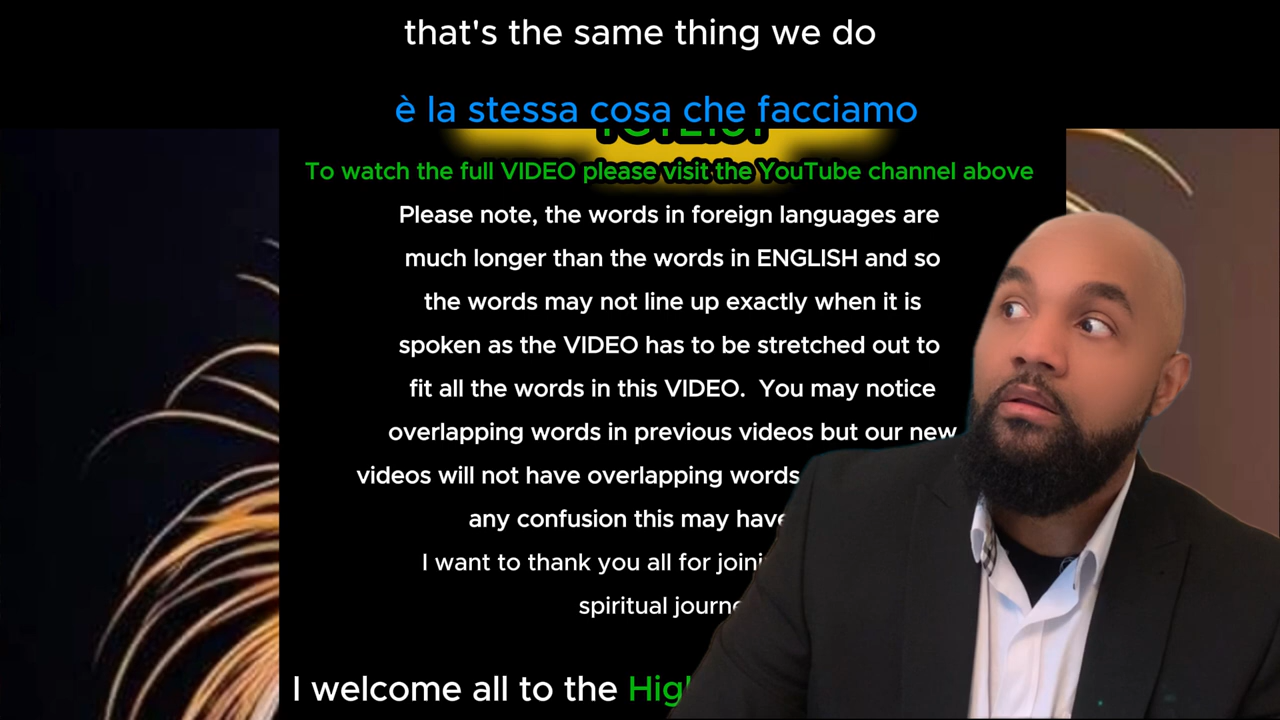 that's the same thing we do
è la stessa cosa che facciamo
To watch the full VIDEO please visit the YouTube channel above
Please note, the words in foreign languages are
much longer than the words in ENGLISH and so
the words may not line up exactly when it is
spoken as the VIDEO has to be stretched out to
fit all the words in this VIDEO. You may notice
overlapping words in previous videos but our new
videos will not have overlapping words
any confusion this may have
I want to thank you all for
spiritual
I welcome all to the